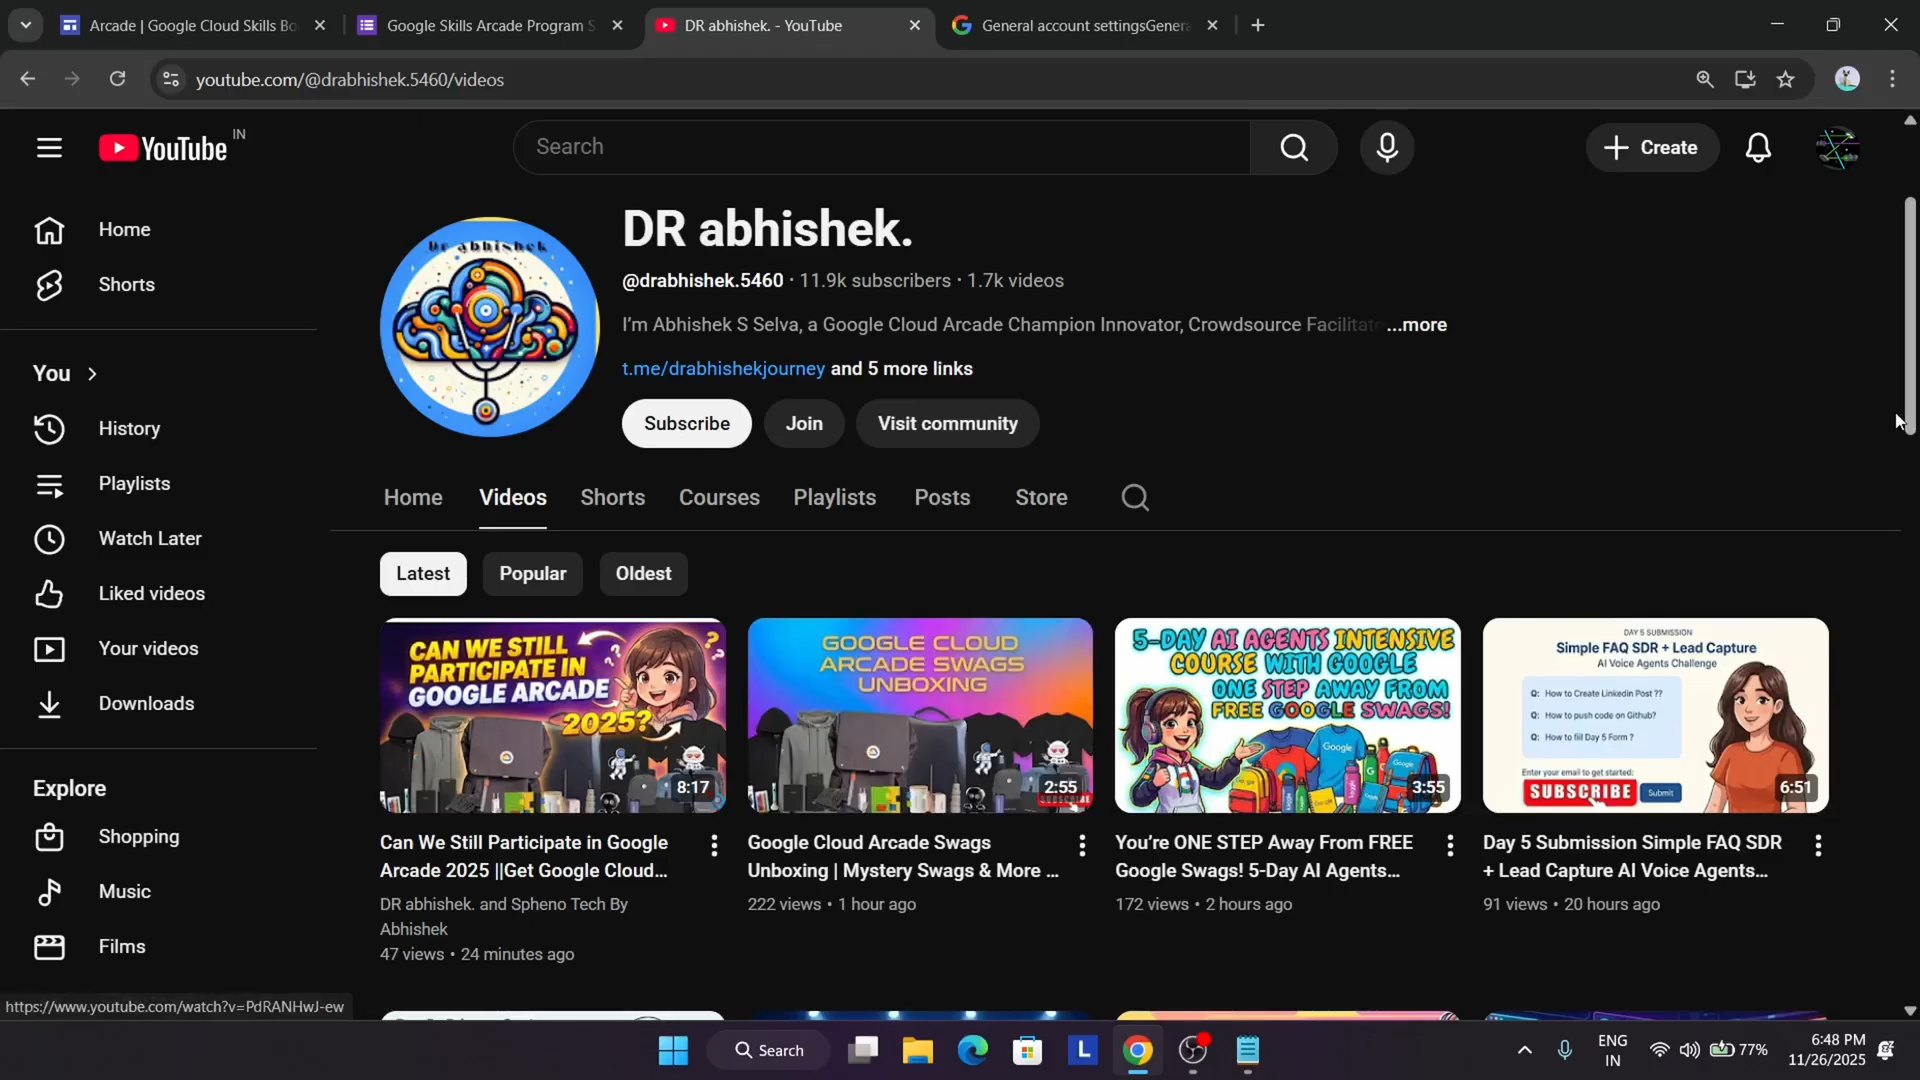 Arcade | Google Cloud Skills Bo
Google Skills Arcade Program S
DR abhishek. - YouTube
General account settingsGenera
youtube.com/@drabhishek.5460/videos
YouTube IN
Search
Create
Home
Shorts
You
History
Playlists
Watch Later
Liked videos
Your videos
Downloads
Explore
Shopping
Music
Films
Dr abhishek
DR abhishek.
@drabhishek.5460 · 11.9k subscribers · 1.7k videos
I'm Abhishek S Selva, a Google Cloud Arcade Champion Innovator, Crowdsource Facilitat ...more
t.me/drabhishekjourney and 5 more links
Subscribe
Join
Visit community
Home
Videos
Shorts
Courses
Playlists
Posts
Store
Latest
Popular
Oldest
CAN WE STILL
PARTICIPATE IN
GOOGLE ARCADE
2025?
8:17
Can We Still Participate in Google
Arcade 2025 ||Get Google Cloud...
DR abhishek. and Spheno Tech By
Abhishek
47 views · 24 minutes ago
GOOGLE CLOUD
ARCADE SWAGS
UNBOXING
2:55
Google Cloud Arcade Swags
Unboxing | Mystery Swags & More ...
222 views · 1 hour ago
5-DAY AI AGENTS INTENSIVE
COURSE WITH GOOGLE
ONE STEP AWAY FROM
FREE GOOGLE SWAGS!
Google
3:55
You're ONE STEP Away From FREE
Google Swags! 5-Day AI Agents...
172 views · 2 hours ago
DAY 5 SUBMISSION
Simple FAQ SDR + Lead Capture
AI Voice Agents Challenge
Q: How to Create Linkedin Post ??
Q: How to push code on Github?
Q: How to fill Day 5 Form ?
Enter your email to get started:
SUBSCRIBE
Submit
6:51
Day 5 Submission Simple FAQ SDR
+ Lead Capture AI Voice Agents...
91 views · 20 hours ago
https://www.youtube.com/watch?v=PdRANHwJ-ew
Search
L
ENG
IN
77%
6:48 PM
11/26/2025